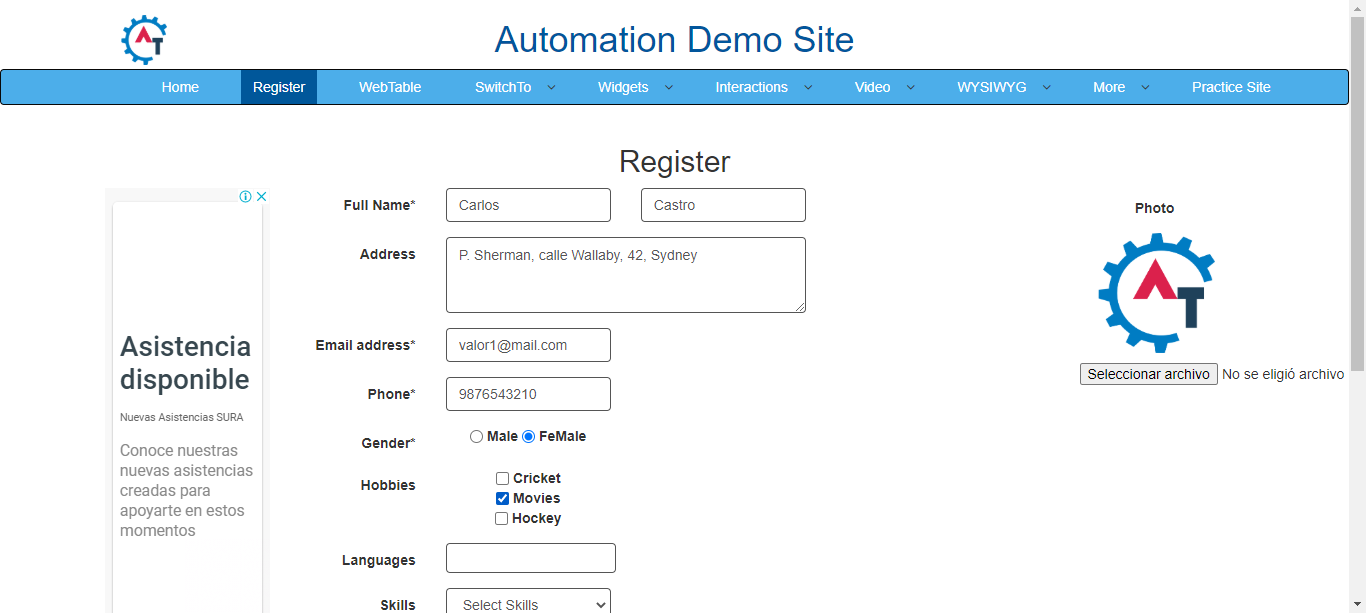 AT
Automation Demo Site
Home Register WebTable SwitchTo Widgets Interactions Video WYSIWYG More Practice Site
Register
Full Name* Carlos Castro
Address P. Sherman, calle Wallaby, 42, Sydney
Email address* valor1@mail.com
Phone* 9876543210
Gender* Male FeMale
Hobbies Cricket
Movies
Hockey
Languages
Skills Select Skills
Asistencia
disponible
Nuevas Asistencias SURA
Conoce nuestras
nuevas asistencias
creadas para
apoyarte en estos
momentos
Photo
AT
Seleccionar archivo No se eligió archivo